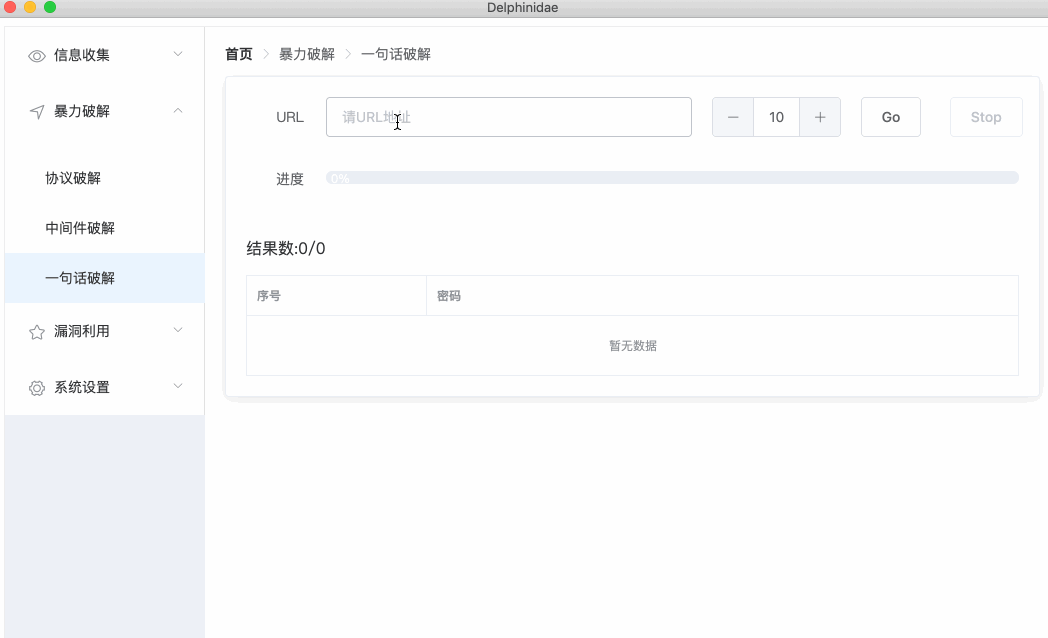 Delphinidae
信息收集
暴力破解
协议破解
中间件破解
一句话破解
漏洞利用
系统设置
首页 > 暴力破解 > 一句话破解
URL 请URL地址 − 10 + Go Stop
进度 0%
结果数:0/0
序号 密码
暂无数据